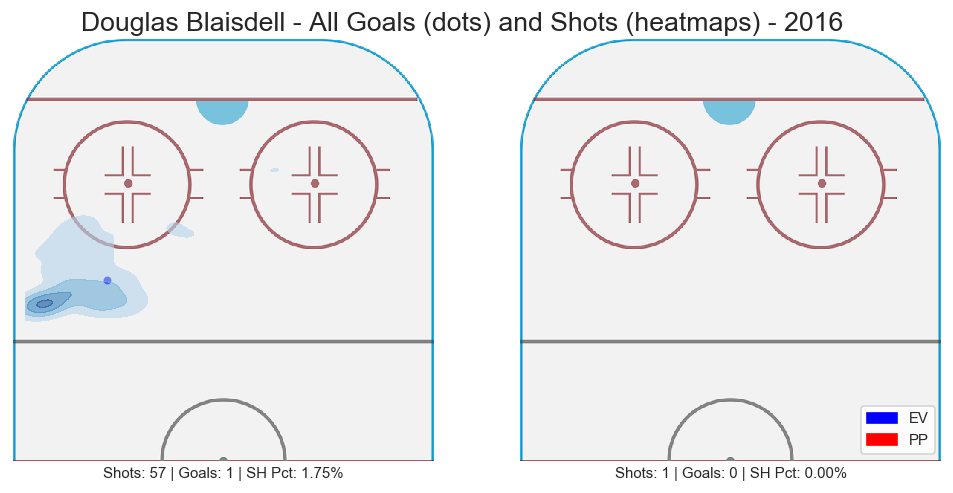 Douglas Blaisdell - All Goals (dots) and Shots (heatmaps) - 2016
EV
PP
Shots: 57 | Goals: 1 | SH Pct: 1.75%
Shots: 1 | Goals: 0 | SH Pct: 0.00%